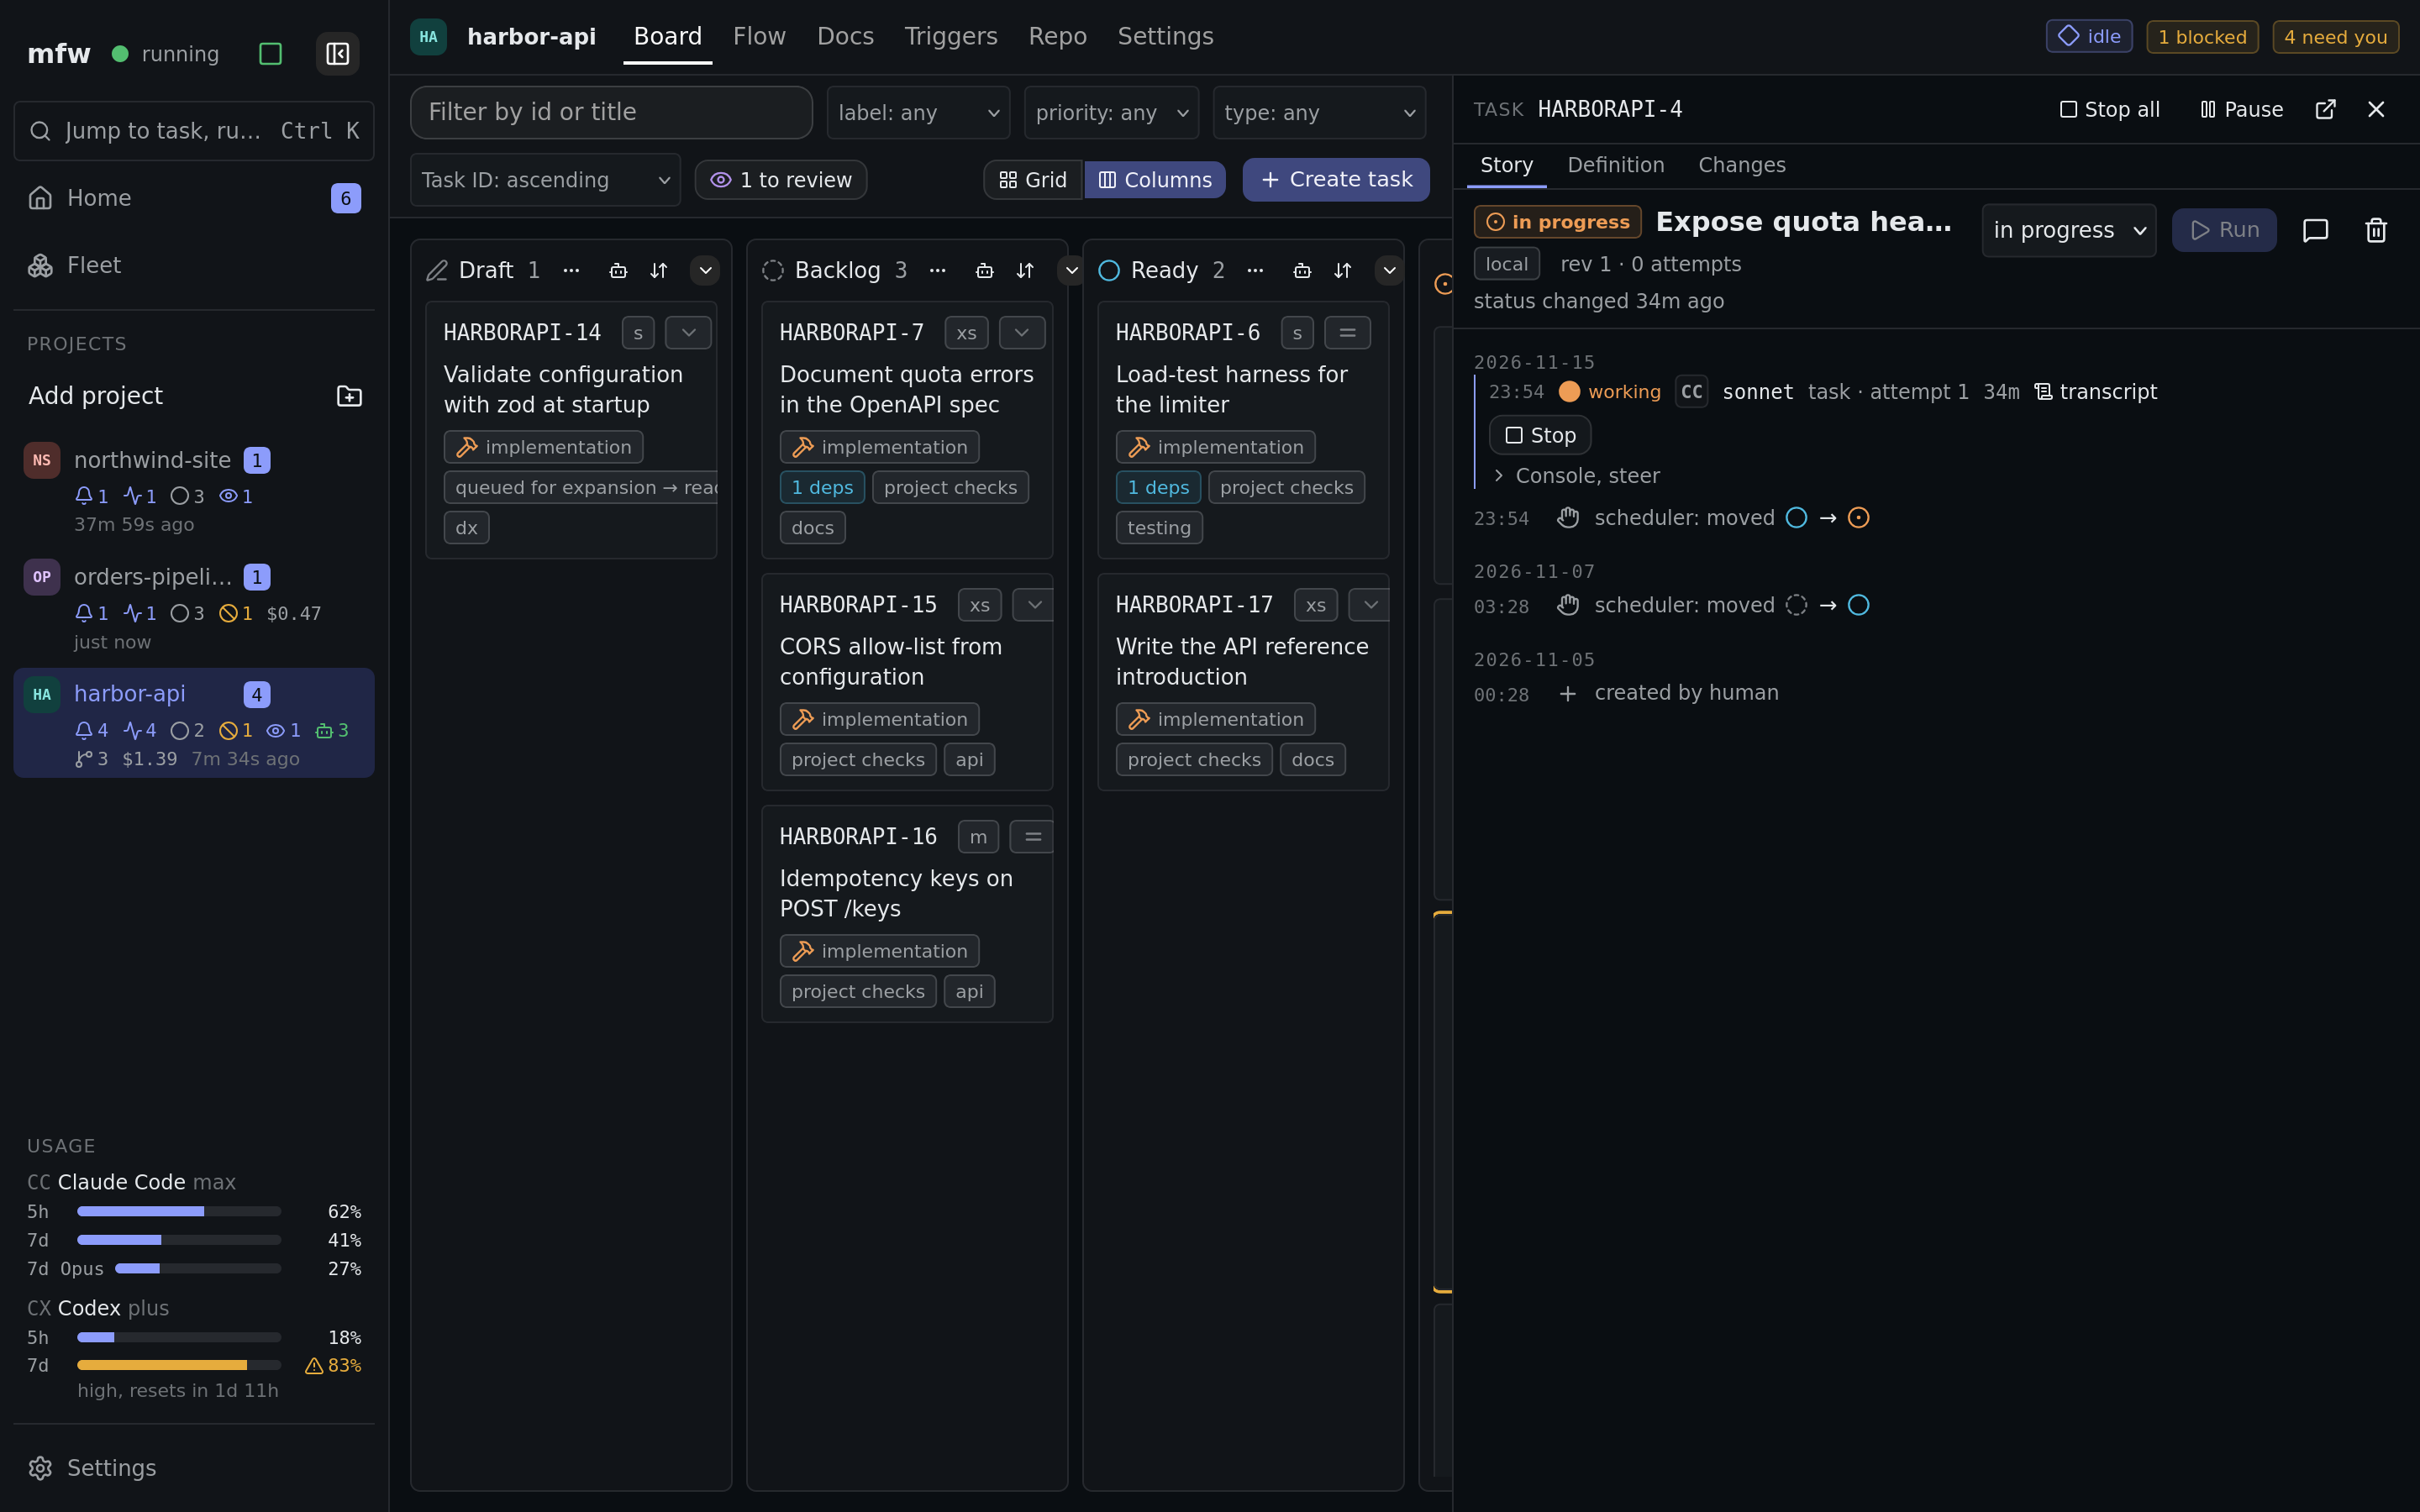 mfw running
Jump to task, ru... Ctrl K
Home 6
Fleet
PROJECTS
Add project
NS northwind-site 1
1 1 3 1
37m 59s ago
OP orders-pipeli... 1
1 1 3 1 $0.47
just now
HA harbor-api 4
4 4 2 1 1 3
3 $1.39 7m 34s ago
USAGE
CC Claude Code max
5h 62%
7d 41%
7d Opus 27%
CX Codex plus
5h 18%
7d 83%
high, resets in 1d 11h
Settings
HA harbor-api Board Flow Docs Triggers Repo Settings
idle 1 blocked 4 need you
Filter by id or title label: any priority: any type: any
Task ID: ascending 1 to review Grid Columns + Create task
Draft 1 ...
HARBORAPI-14 s
Validate configuration
with zod at startup
implementation
queued for expansion → read
dx
Backlog 3 ...
HARBORAPI-7 xs
Document quota errors
in the OpenAPI spec
implementation
1 deps project checks
docs
HARBORAPI-15 xs
CORS allow-list from
configuration
implementation
project checks api
HARBORAPI-16 m
Idempotency keys on
POST /keys
implementation
project checks api
Ready 2 ...
HARBORAPI-6 s
Load-test harness for
the limiter
implementation
1 deps project checks
testing
HARBORAPI-17 xs
Write the API reference
introduction
implementation
project checks docs
TASK HARBORAPI-4 Stop all Pause
Story Definition Changes
in progress Expose quota hea... in progress Run
local rev 1 · 0 attempts
status changed 34m ago
2026-11-15
23:54 working CC sonnet task · attempt 1 34m transcript
Stop
Console, steer
23:54 scheduler: moved →
2026-11-07
03:28 scheduler: moved →
2026-11-05
00:28 + created by human